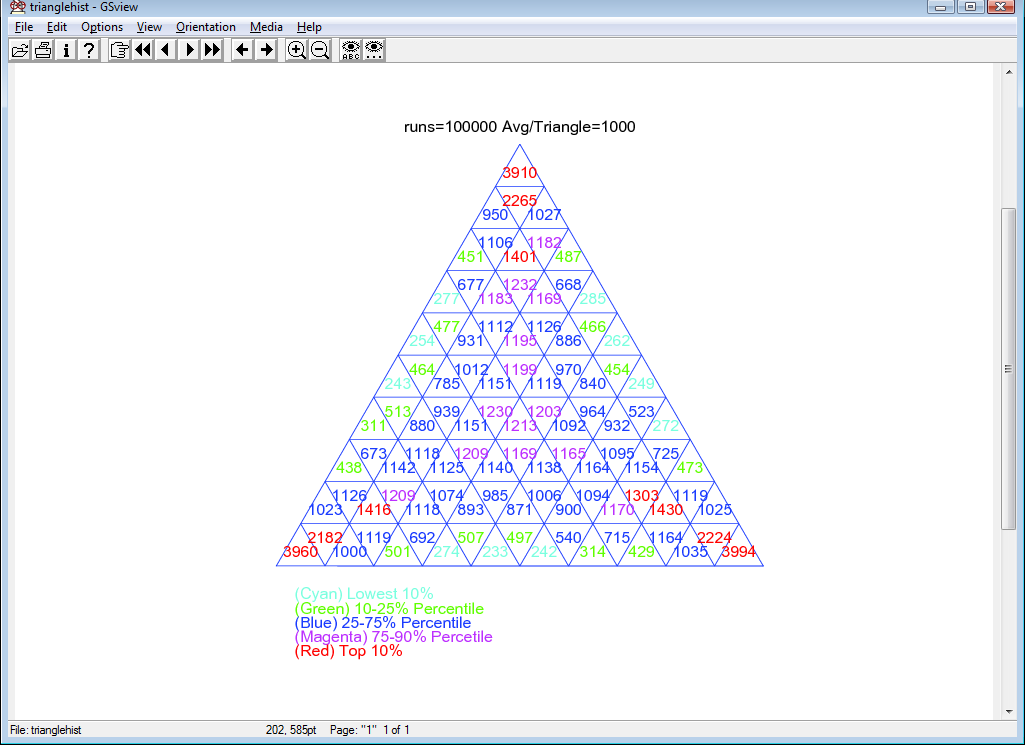 trianglehist - GSview
File Edit Options View Orientation Media Help
ABC
runs=100000 Avg/Triangle=1000
3910
2265
950 1027
1106 1182
451 1401 487
677 1232 668
277 1183 1169 285
477 1112 1126 466
254 931 1195 886 262
464 1012 1199 970 454
243 785 1151 1119 840 249
513 939 1230 1203 964 523
311 880 1151 1213 1092 932 272
673 1118 1209 1169 1165 1095 725
438 1142 1125 1140 1138 1164 1154 473
1126 1209 1074 985 1006 1094 1303 1119
1023 1416 1118 893 871 900 1170 1430 1025
2182 1119 692 507 497 540 715 1164 2224
3960 1000 501 274 233 242 314 429 1035 3994
(Cyan) Lowest 10%
(Green) 10-25% Percentile
(Blue) 25-75% Percentile
(Magenta) 75-90% Percetile
(Red) Top 10%
File: trianglehist 202, 585pt Page: "1" 1 of 1